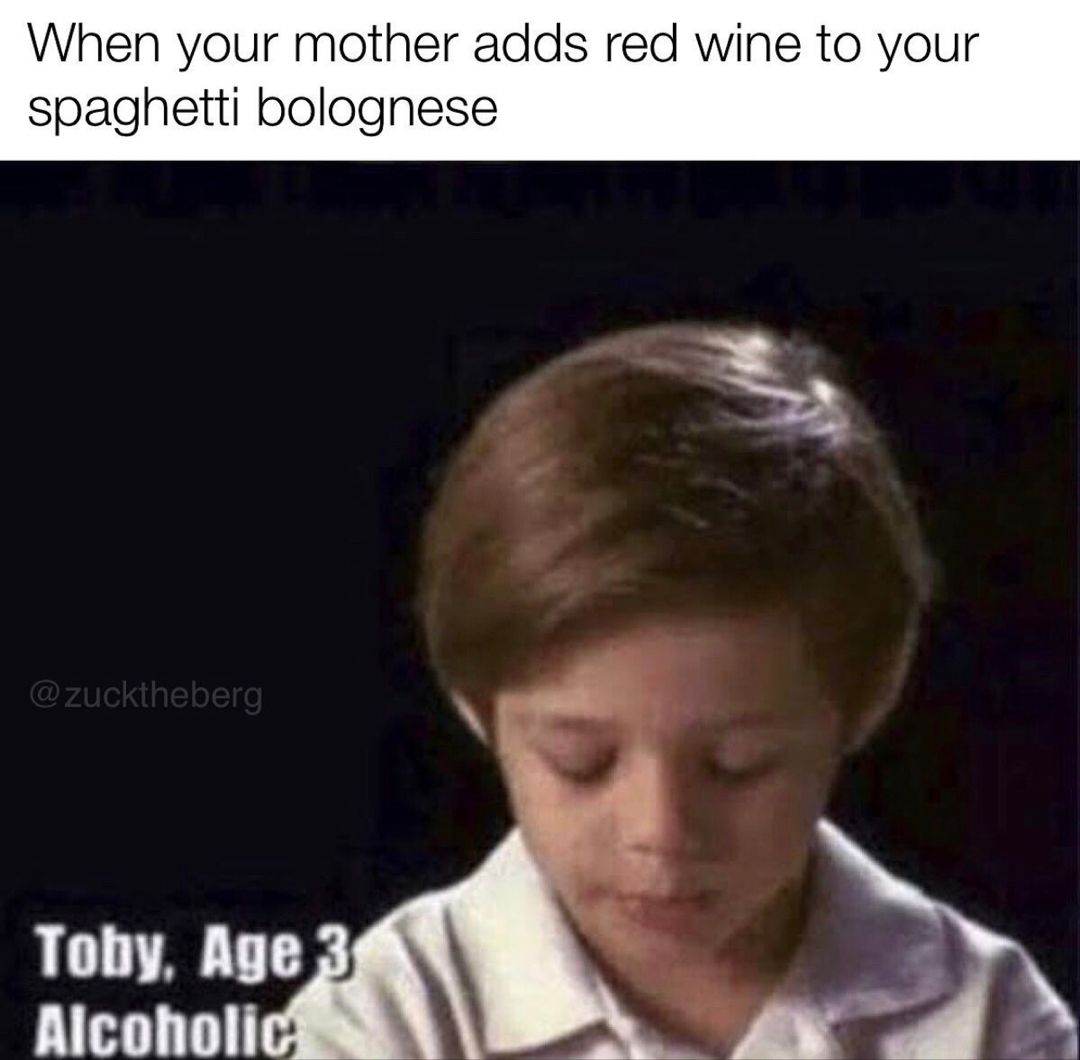 When your mother adds red wine to your
spaghetti bolognese
@zucktheberg
Toby, Age 3
Alcoholic